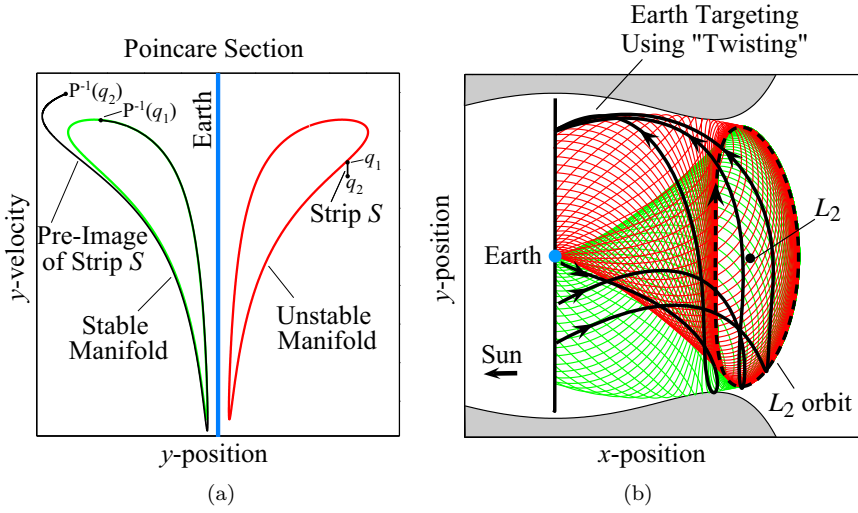 Poincare Section
P⁻¹(q₂)
P⁻¹(q₁)
Earth
q₁
q₂
Strip S
y-velocity
Pre-Image
of Strip S
Stable
Manifold
Unstable
Manifold
y-position
(a)
Earth Targeting
Using "Twisting"
y-position
L₂
Earth
Sun
L₂ orbit
x-position
(b)